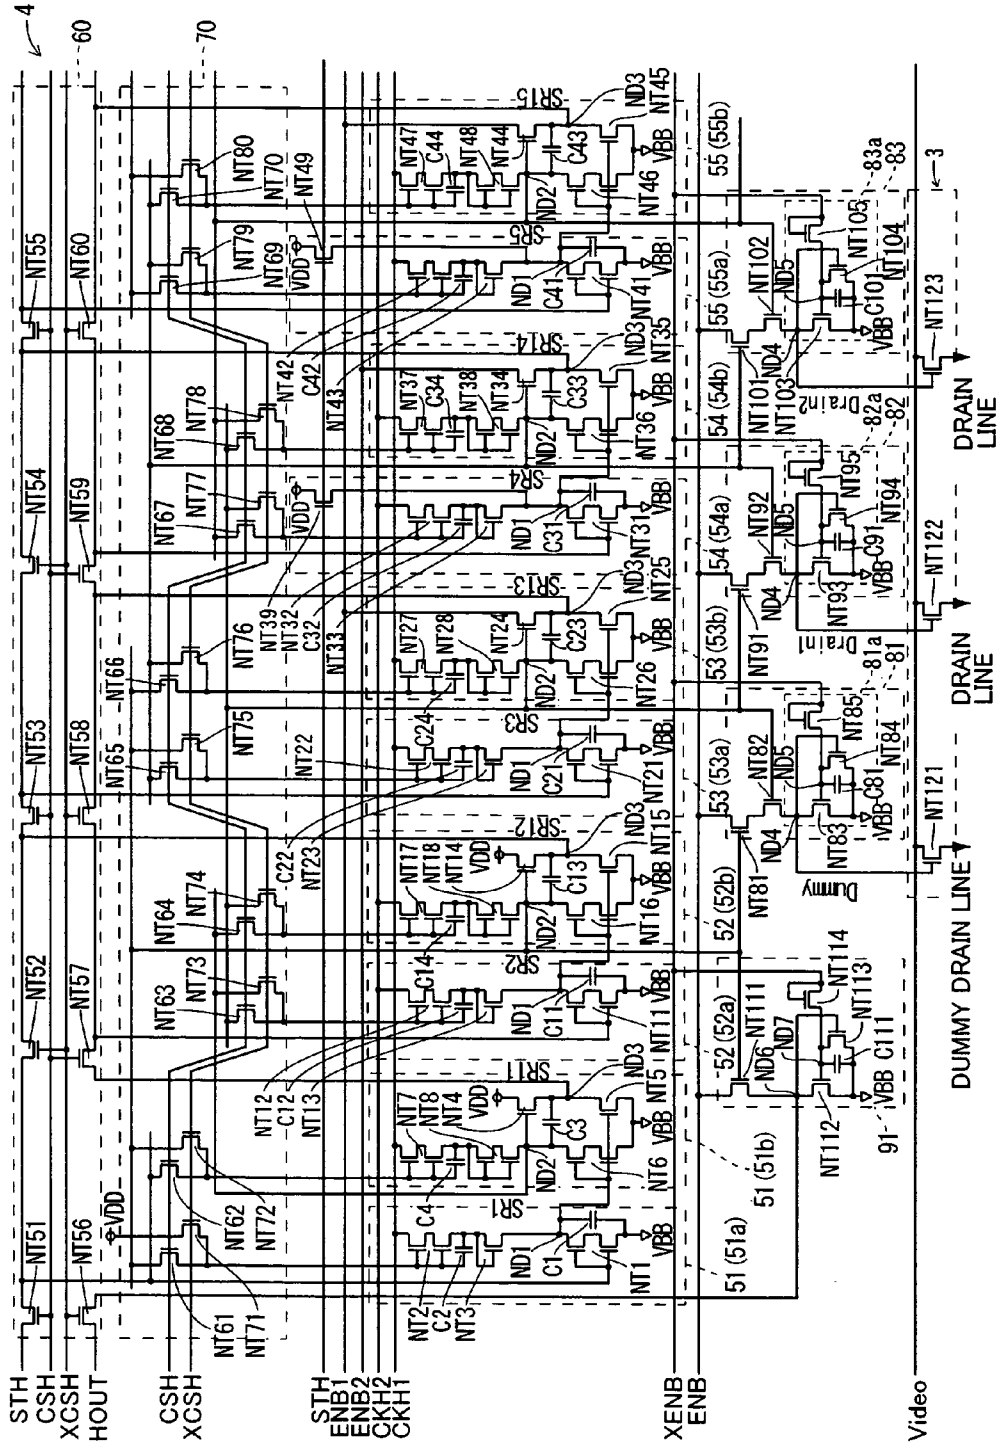 STH
CSH
XCSH
HOUT
CSH
XCSH
STH
ENB1
ENB2
CKH2
CKH1
XENB
ENB
Video
4
60
70
3
NT51
NT52
NT53
NT54
NT55
NT56
NT57
NT58
NT59
NT60
VDD
NT61
NT71
NT62
NT72
NT63
NT73
NT64
NT74
NT65
NT75
NT66
NT76
NT67
NT77
NT68
NT78
NT69
NT79
NT70
NT80
NT49
VDD
NT39
VDD
NT2
C2
NT3
SR1
ND1
C1
NT1
VBB
51 (51a)
C4
NT7
NT8
NT4
VDD
SR11
ND2
C3
ND3
NT6
NT5
VBB
51 (51b)
NT12
C12
NT13
SR2
ND1
C11
NT11
VBB
52 (52a)
C14
NT17
NT18
NT14
VDD
SR12
ND2
C13
ND3
NT16
NT15
VBB
52 (52b)
NT22
C22
NT23
SR3
ND1
C21
NT21
VBB
53 (53a)
C24
NT27
NT28
NT24
SR13
ND2
C23
ND3
NT26
NT25
VBB
53 (53b)
NT32
C32
NT33
SR4
ND1
C31
NT31
VBB
54 (54a)
NT37
C34
NT38
NT34
SR14
ND2
C33
ND3
NT36
NT35
VBB
54 (54b)
NT42
C42
NT43
SR5
ND1
C41
NT41
VBB
55 (55a)
NT47
C44
NT48
NT44
SR15
ND2
C43
ND3
NT46
NT45
VBB
55 (55b)
NT111
ND6
ND7
NT112
NT114
NT113
C111
VBB
91
NT81
NT82
ND4
ND5
NT83
NT85
NT84
C81
VBB
Dummy
81a
81
NT91
NT92
ND4
ND5
NT93
NT95
NT94
C91
VBB
Drain1
82a
82
NT101
NT102
ND4
ND5
NT103
NT105
NT104
C101
VBB
Drain2
83a
83
NT121
NT122
NT123
DUMMY DRAIN LINE
DRAIN
LINE
DRAIN
LINE